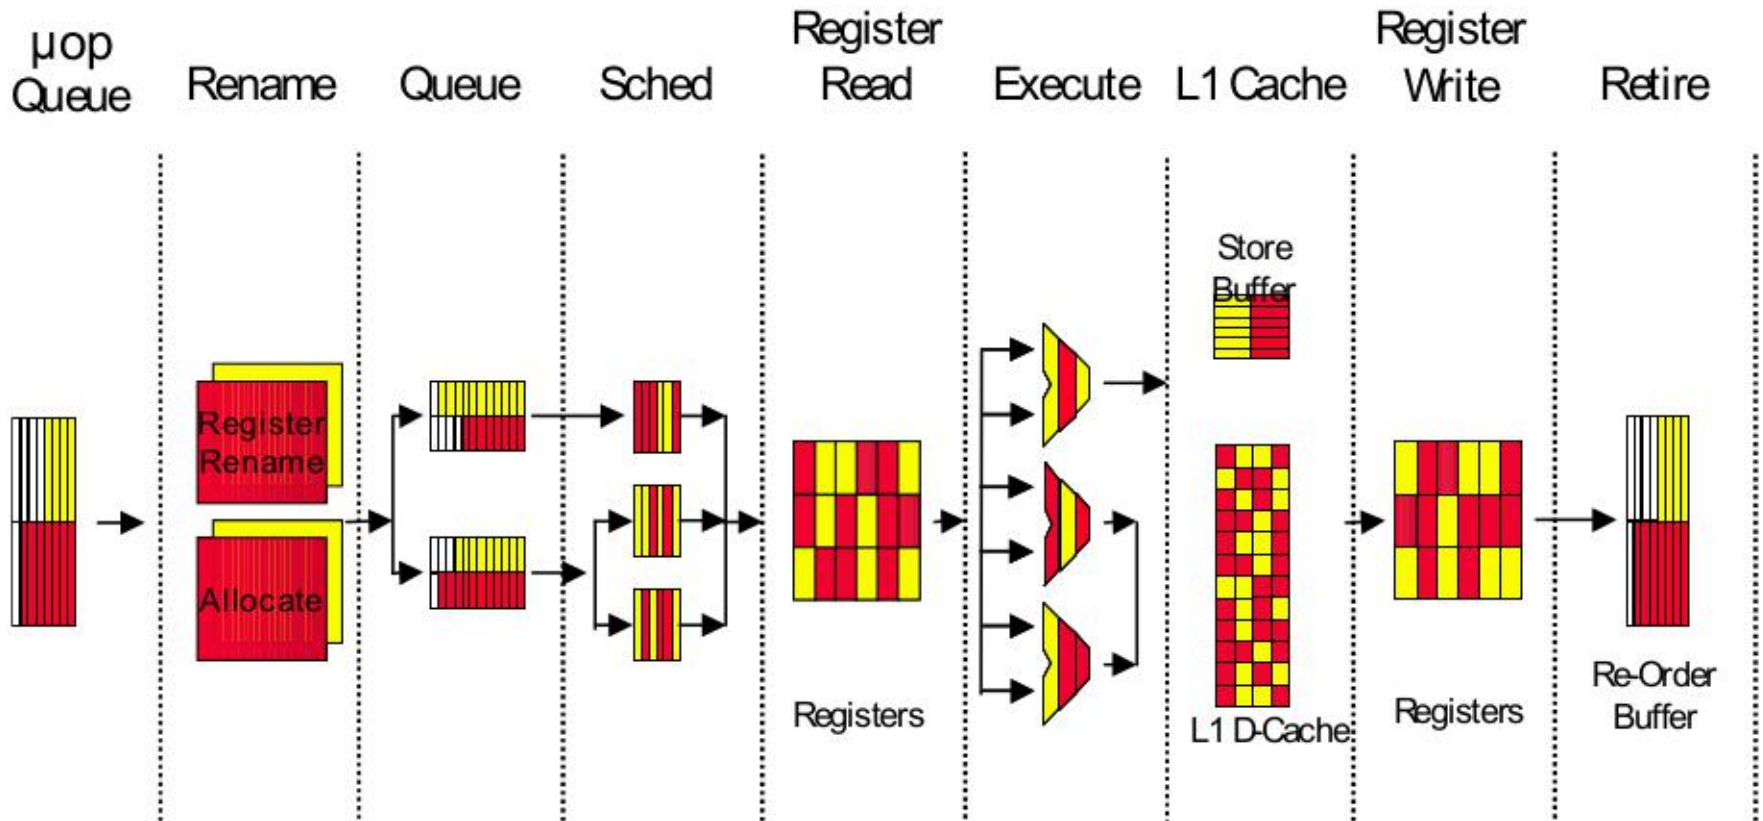 µop
Queue
Rename
Queue
Sched
Register
Read
Execute
L1 Cache
Register
Write
Retire
Register
Rename
Allocate
Registers
Store
Buffer
L1 D-Cache
Registers
Re-Order
Buffer